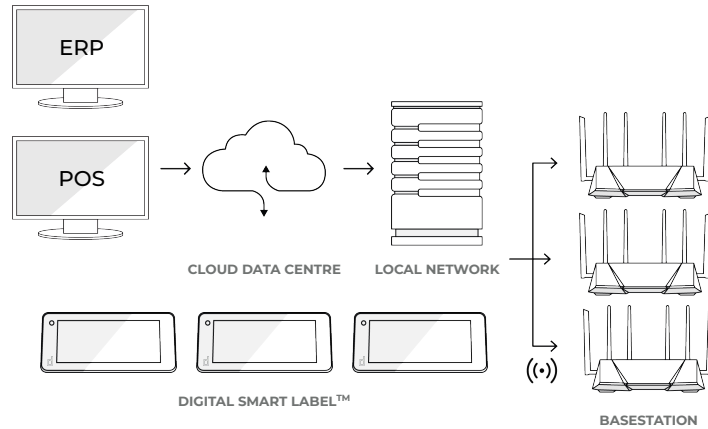 ERP
POS
CLOUD DATA CENTRE
LOCAL NETWORK
DIGITAL SMART LABEL™
BASESTATION